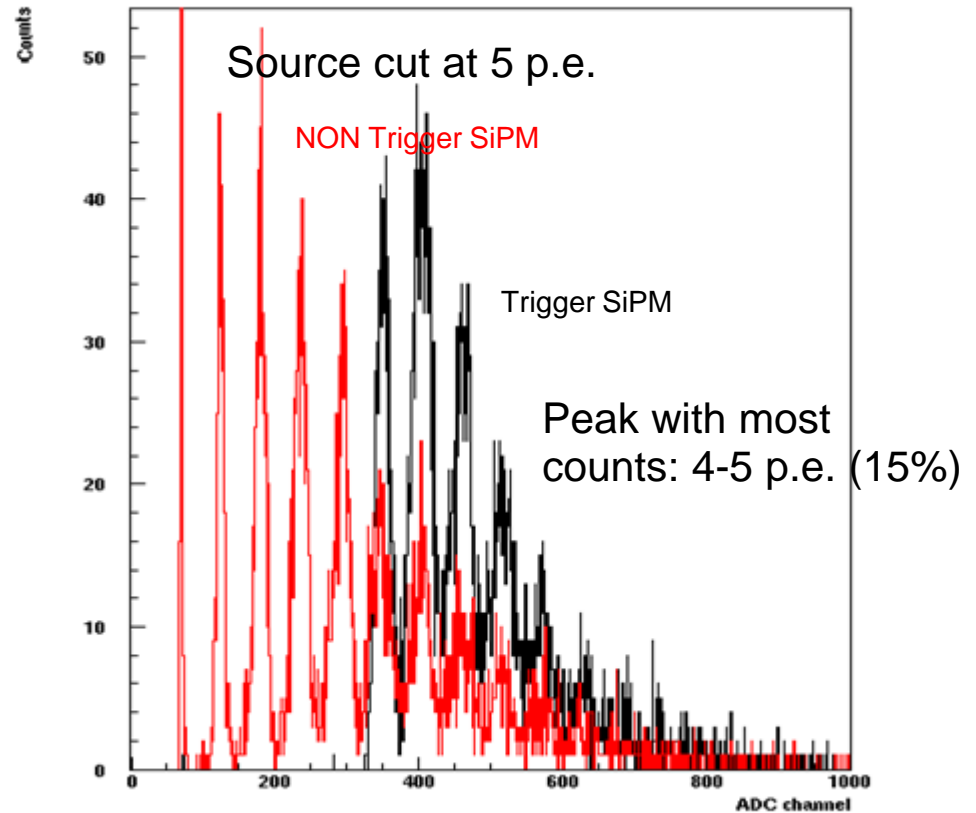 Counts
50
40
30
20
10
0
Source cut at 5 p.e.
NON Trigger SiPM
Trigger SiPM
Peak with most
counts: 4-5 p.e. (15%)
0 200 400 600 800 1000
ADC channel